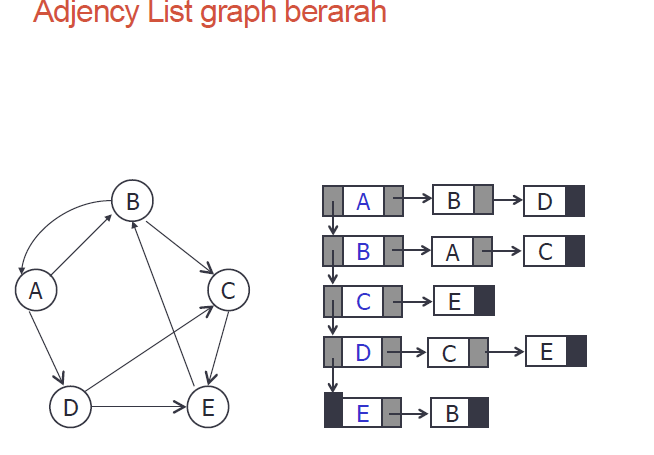 Adjency List graph berarah
B
A
C
D
E
A B D
B A C
C E
D C E
E B